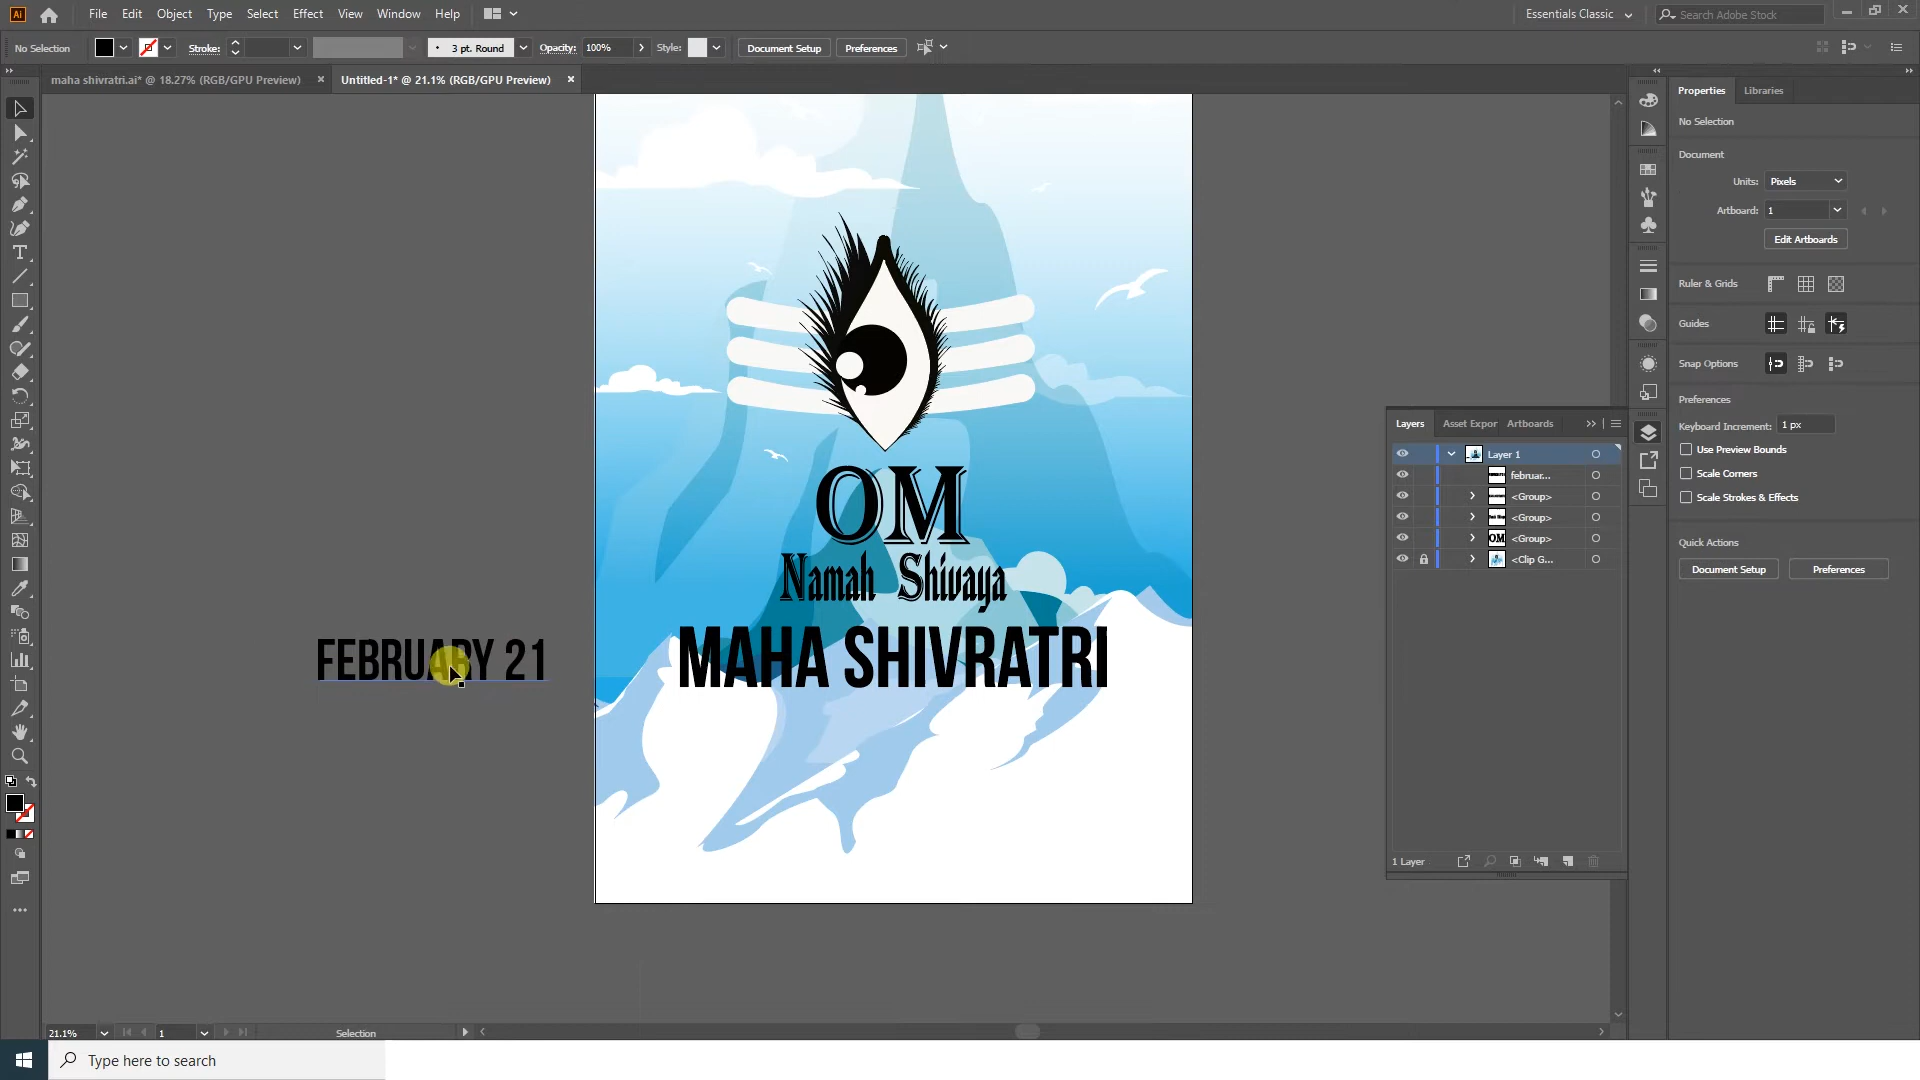 Ai File Edit Object Type Select Effect View Window Help Essentials Classic Search Adobe Stock
No Selection Stroke: 3 pt. Round Opacity: 100% Style: Document Setup Preferences
maha shivratri.ai* @ 18.27% (RGB/GPU Preview) × Untitled-1* @ 21.1% (RGB/GPU Preview) ×
Properties Libraries
No Selection
Document
Units: Pixels
Artboard: 1
Edit Artboards
Ruler & Grids
Guides
Snap Options
Preferences
Keyboard Increment: 1 px
Use Preview Bounds
Scale Corners
Scale Strokes & Effects
Quick Actions
Document Setup Preferences
Layers Asset Expor Artboards
Layer 1
februar...
<Group>
<Group>
OM <Group>
<Clip G...
1 Layer
OM
Namah Shivaya
MAHA SHIVRATRI
FEBRUARY 21
21.1% 1 Selection
Type here to search